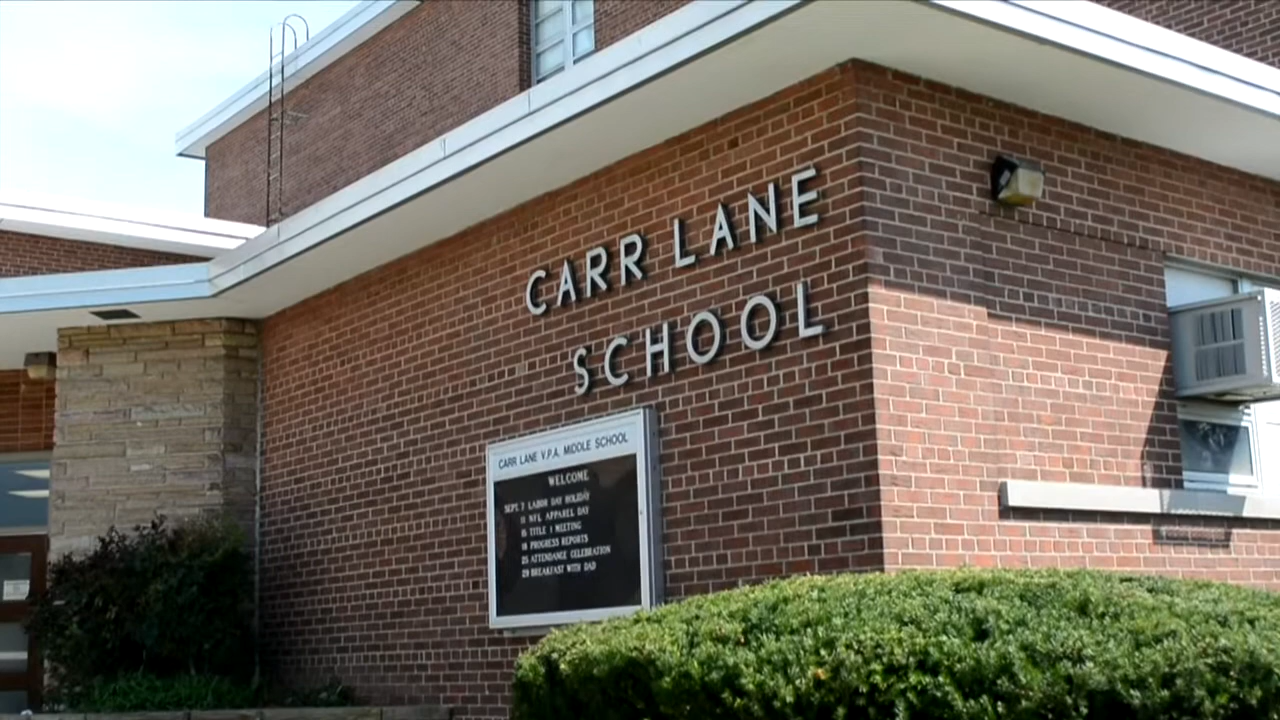 CARR LANE
SCHOOL
CARR LANE V.P.A. MIDDLE SCHOOL
WELCOME
SEPT. 7 LABOR DAY HOLIDAY
11 NFL APPAREL DAY
15 TITLE 1 MEETING
18 PROGRESS REPORTS
25 ATTENDANCE CELEBRATION
29 BREAKFAST WITH DAD